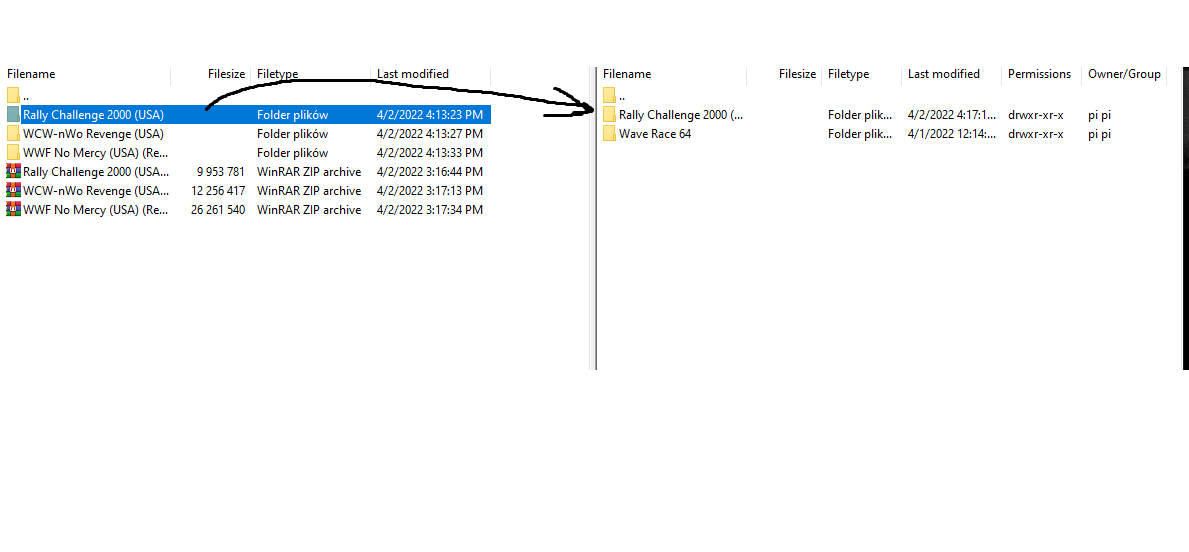 Filename Filesize Filetype Last modified
..
Rally Challenge 2000 (USA) Folder plików 4/2/2022 4:13:23 PM
WCW-nWo Revenge (USA) Folder plików 4/2/2022 4:13:27 PM
WWF No Mercy (USA) (Re... Folder plików 4/2/2022 4:13:33 PM
Rally Challenge 2000 (USA... 9 953 781 WinRAR ZIP archive 4/2/2022 3:16:44 PM
WCW-nWo Revenge (USA... 12 256 417 WinRAR ZIP archive 4/2/2022 3:17:13 PM
WWF No Mercy (USA) (Re... 26 261 540 WinRAR ZIP archive 4/2/2022 3:17:34 PM
Filename Filesize Filetype Last modified Permissions Owner/Group
..
Rally Challenge 2000 (... Folder plik... 4/2/2022 4:17:1... drwxr-xr-x pi pi
Wave Race 64 Folder plik... 4/1/2022 12:14:... drwxr-xr-x pi pi